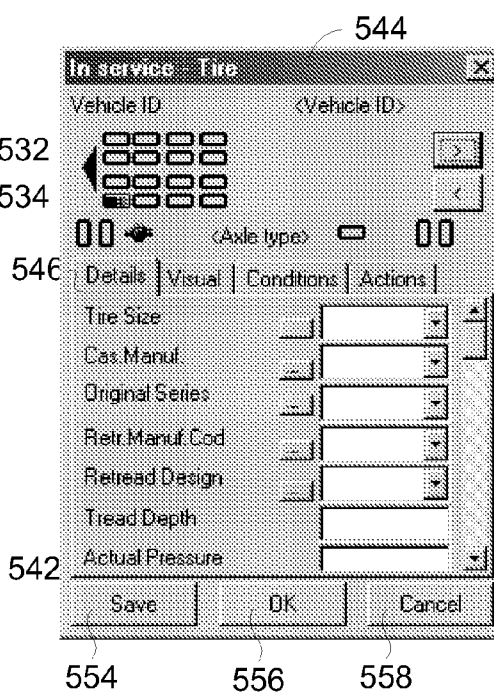 544
In service - Tire
Vehicle ID <Vehicle ID>
532
>
534
<
<Axle type>
546
Details Visual Conditions Actions
Tire Size
...
Cas.Manuf.
...
Original Series
...
Retr.Manuf.Cod
...
Retread Design
...
Tread Depth
Actual Pressure
542
Save OK Cancel
554 556 558